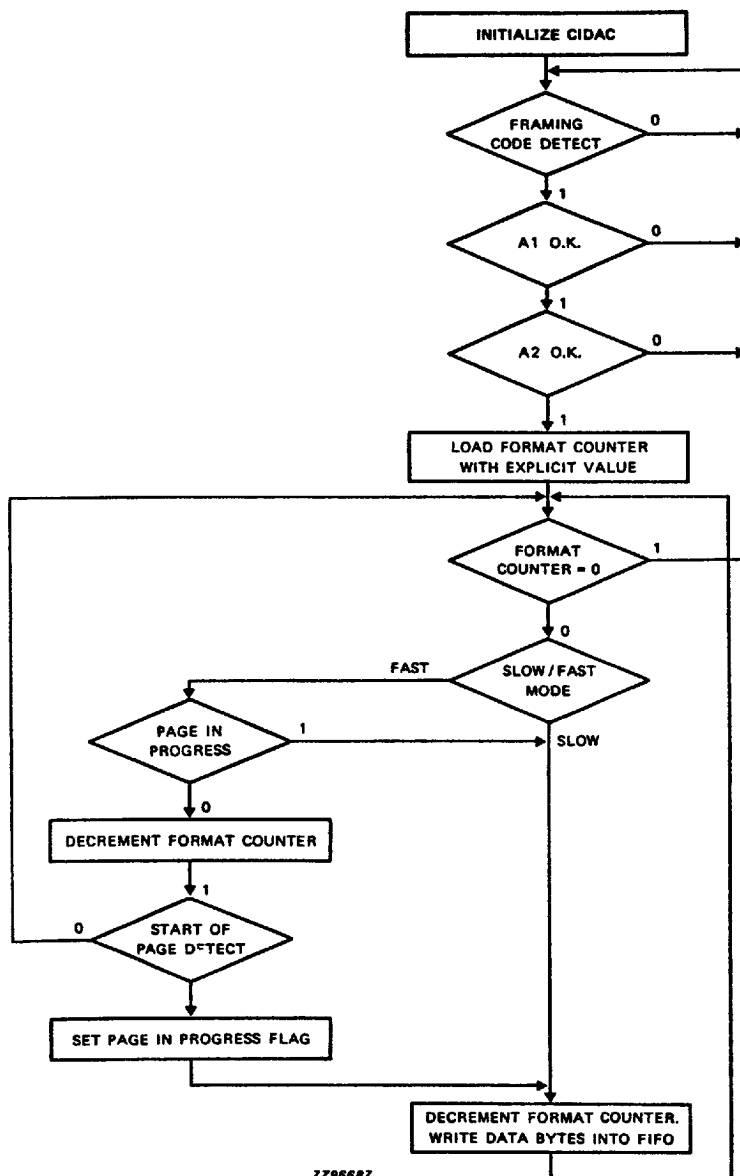 INITIALIZE CIDAC
FRAMING
CODE DETECT
0
1
A1 O.K.
0
1
A2 O.K.
0
1
LOAD FORMAT COUNTER
WITH EXPLICIT VALUE
FORMAT
COUNTER = 0
1
0
FAST
SLOW / FAST
MODE
PAGE IN
PROGRESS
1
SLOW
0
DECREMENT FORMAT COUNTER
1
0
START OF
PAGE DETECT
SET PAGE IN PROGRESS FLAG
DECREMENT FORMAT COUNTER.
WRITE DATA BYTES INTO FIFO